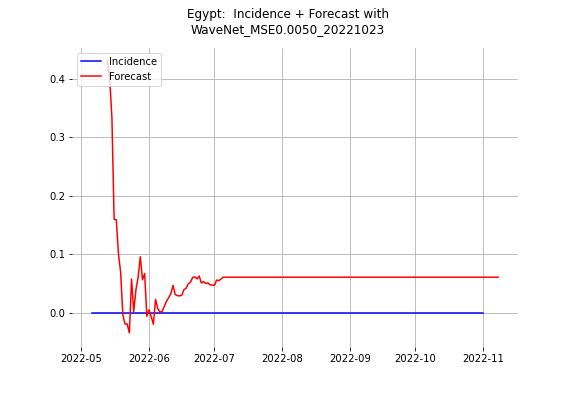 Egypt:  Incidence + Forecast with
WaveNet_MSE0.0050_20221023
Incidence
Forecast
0.4
0.3
0.2
0.1
0.0
2022-05 2022-06 2022-07 2022-08 2022-09 2022-10 2022-11